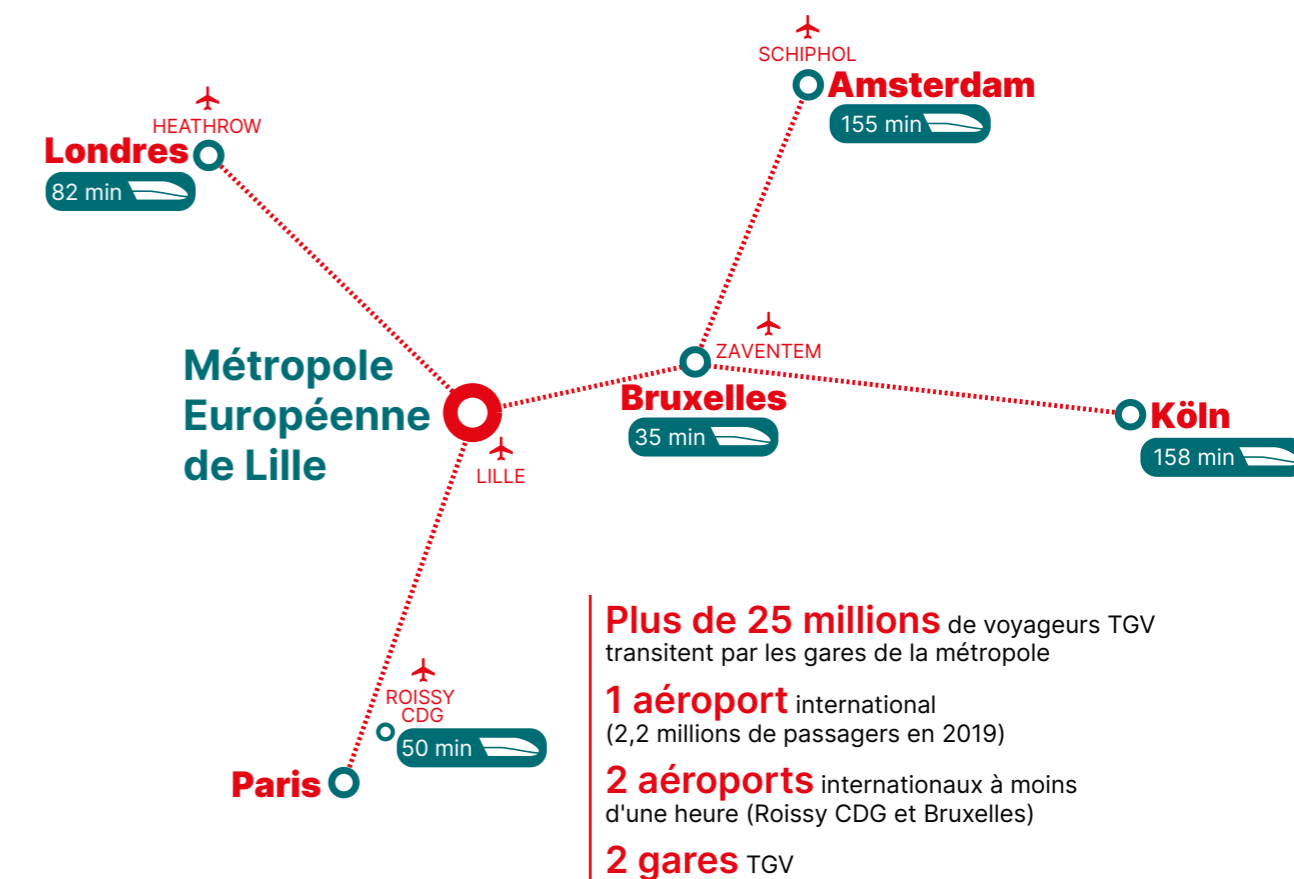 SCHIPHOL
Amsterdam
155 min
HEATHROW
Londres
82 min
ZAVENTEM
Bruxelles
35 min
Köln
158 min
Métropole
Européenne
de Lille
LILLE
ROISSY
CDG
50 min
Paris
Plus de 25 millions de voyageurs TGV
transitent par les gares de la métropole
1 aéroport international
(2,2 millions de passagers en 2019)
2 aéroports internationaux à moins
d'une heure (Roissy CDG et Bruxelles)
2 gares TGV